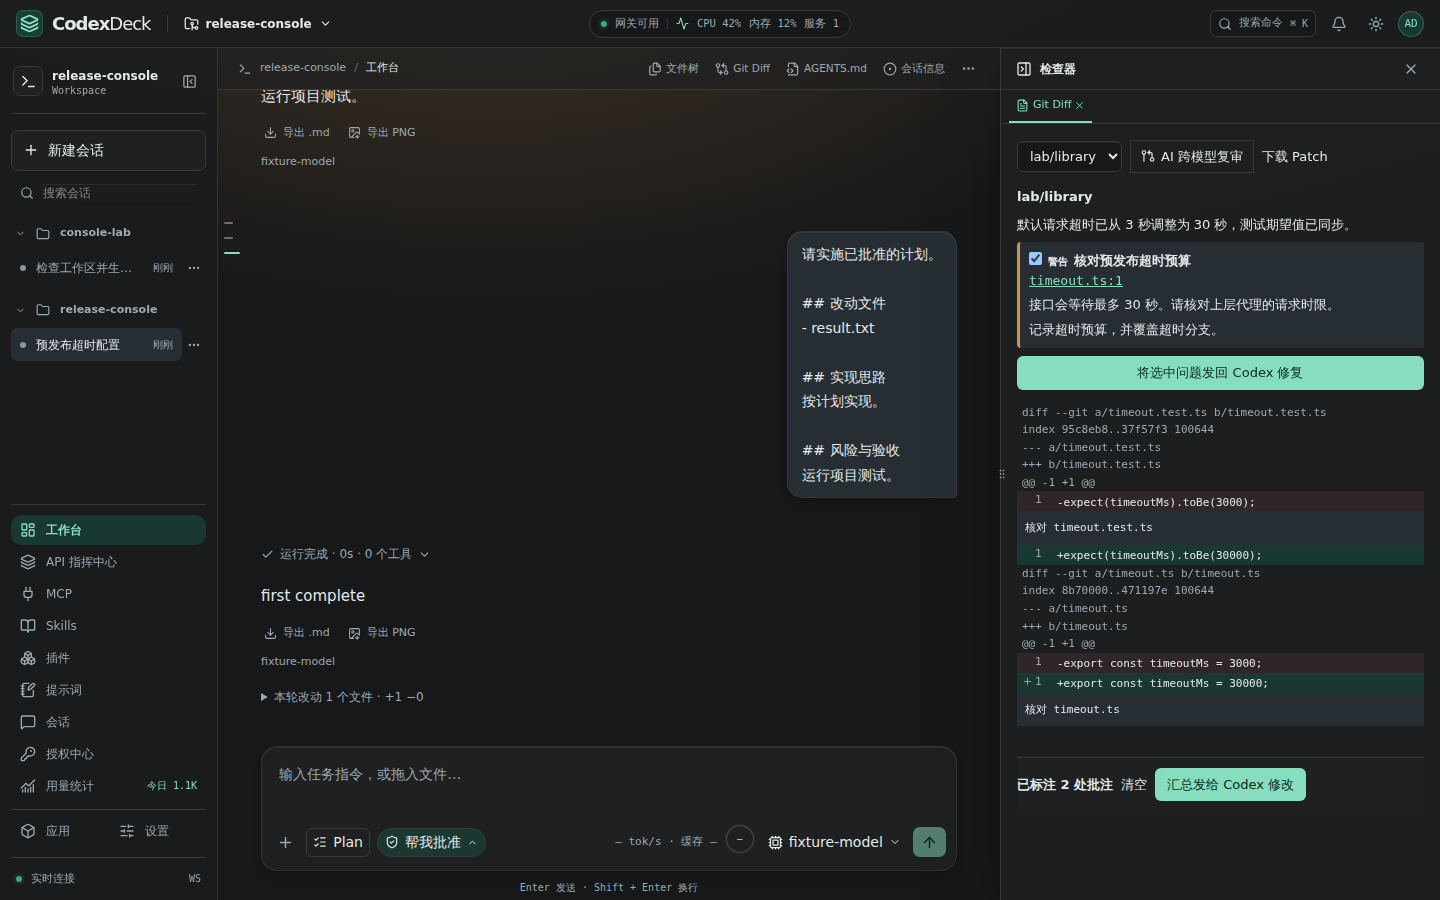 CodexDeck
release-console
网关可用
CPU 42% 内存 12% 服务 1
搜索命令 ⌘ K
AD
release-console
Workspace
新建会话
搜索会话
console-lab
检查工作区并生… 刚刚
release-console
预发布超时配置 刚刚
工作台
API 指挥中心
MCP
Skills
插件
提示词
会话
授权中心
用量统计 今日 1.1K
应用 设置
实时连接 WS
release-console / 工作台
文件树 Git Diff AGENTS.md 会话信息
运行项目测试。
导出 .md 导出 PNG
fixture-model
请实施已批准的计划。
## 改动文件
- result.txt
## 实现思路
按计划实现。
## 风险与验收
运行项目测试。
运行完成 · 0s · 0 个工具
first complete
导出 .md 导出 PNG
fixture-model
本轮改动 1 个文件 · +1 −0
输入任务指令，或拖入文件...
Plan 帮我批准 — tok/s · 缓存 — – fixture-model
Enter 发送 · Shift + Enter 换行
检查器
Git Diff
lab/library AI 跨模型复审 下载 Patch
lab/library
默认请求超时已从 3 秒调整为 30 秒，测试期望值已同步。
警告 核对预发布超时预算
timeout.ts:1
接口会等待最多 30 秒。请核对上层代理的请求时限。
记录超时预算，并覆盖超时分支。
将选中问题发回 Codex 修复
diff --git a/timeout.test.ts b/timeout.test.ts
index 95c8eb8..37f57f3 100644
--- a/timeout.test.ts
+++ b/timeout.test.ts
@@ -1 +1 @@
1 -expect(timeoutMs).toBe(3000);
核对 timeout.test.ts
1 +expect(timeoutMs).toBe(30000);
diff --git a/timeout.ts b/timeout.ts
index 8b70000..471197e 100644
--- a/timeout.ts
+++ b/timeout.ts
@@ -1 +1 @@
1 -export const timeoutMs = 3000;
+ 1 +export const timeoutMs = 30000;
核对 timeout.ts
已标注 2 处批注 清空 汇总发给 Codex 修改